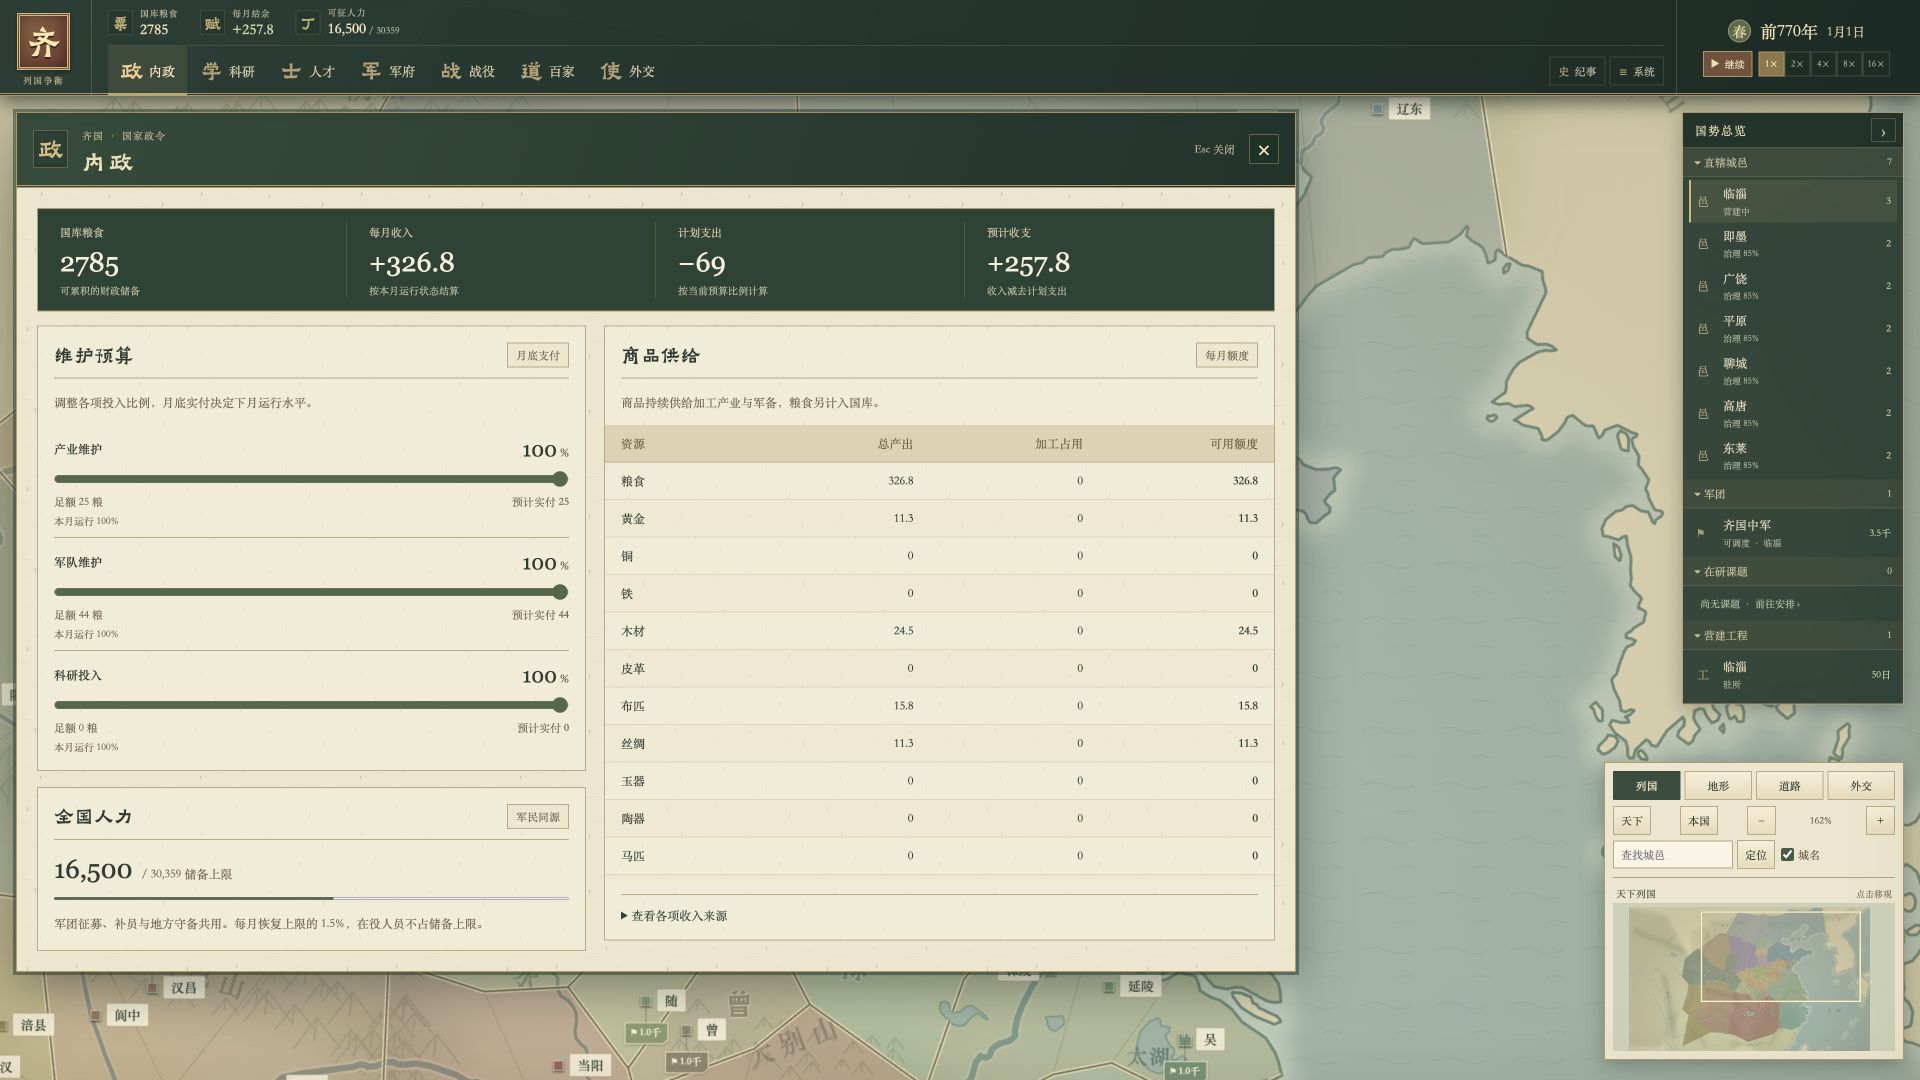 齐
列国争衡
粟 国库粮食 2785
赋 每月结余 +257.8
丁 可征人力 16,500 / 30359
政 内政
学 科研
士 人才
军 军府
战 战役
道 百家
使 外交
史 纪事
≡ 系统
春 前770年 1月1日
▶ 继续 1× 2× 4× 8× 16×
政
齐国 · 国家政令
内政
Esc 关闭 ×
国库粮食
2785
可累积的财政储备
每月收入
+326.8
按本月运行状态结算
计划支出
−69
按当前预算比例计算
预计收支
+257.8
收入减去计划支出
维护预算 月底支付
调整各项投入比例，月底实付决定下月运行水平。
产业维护 100 %
足额 25 粮 预计实付 25
本月运行 100%
军队维护 100 %
足额 44 粮 预计实付 44
本月运行 100%
科研投入 100 %
足额 0 粮 预计实付 0
本月运行 100%
全国人力 军民同源
16,500 / 30,359 储备上限
军团征募、补员与地方守备共用。每月恢复上限的 1.5%，在役人员不占储备上限。
商品供给 每月额度
商品持续供给加工产业与军备，粮食另计入国库。
资源 总产出 加工占用 可用额度
粮食 326.8 0 326.8
黄金 11.3 0 11.3
铜 0 0 0
铁 0 0 0
木材 24.5 0 24.5
皮革 0 0 0
布匹 15.8 0 15.8
丝绸 11.3 0 11.3
玉器 0 0 0
陶器 0 0 0
马匹 0 0 0
▶ 查看各项收入来源
辽东
国势总览 ›
直辖城邑 7
邑 临淄 3
营建中
邑 即墨 2
治理 85%
邑 广饶 2
治理 85%
邑 平原 2
治理 85%
邑 聊城 2
治理 85%
邑 高唐 2
治理 85%
邑 东莱 2
治理 85%
军团 1
齐国中军 3.5千
可调度 · 临淄
在研课题 0
尚无课题 · 前往安排 ›
营建工程 1
工 临淄 50日
驻所
列国 地形 道路 外交
天下 本国 − 162% +
查找城邑 定位 城名
天下列国 点击移观
汉昌
山
阆中
涪县
汉
随
1.0千
曾
曾
1.0千
当阳
大别山
延陵
太湖
吴
1.0千